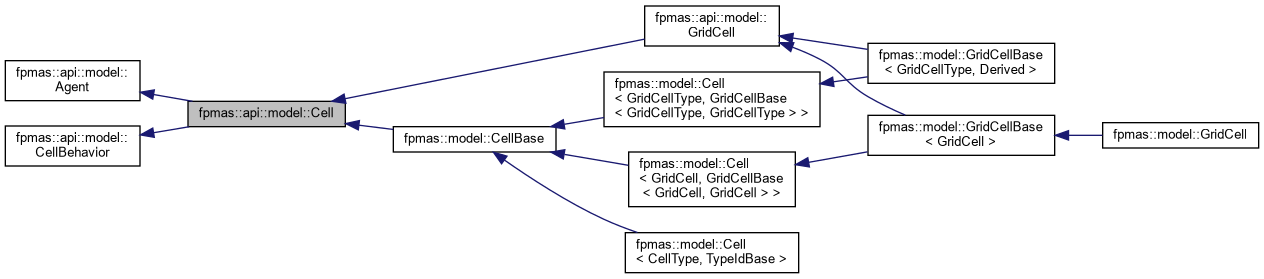 fpmas::api::model::
Agent
fpmas::api::model::
CellBehavior
fpmas::api::model::Cell
fpmas::api::model::
GridCell
fpmas::model::CellBase
fpmas::model::Cell
< GridCellType, GridCellBase
< GridCellType, GridCellType > >
fpmas::model::Cell
< GridCell, GridCellBase
< GridCell, GridCell > >
fpmas::model::Cell
< CellType, TypeIdBase >
fpmas::model::GridCellBase
< GridCellType, Derived >
fpmas::model::GridCellBase
< GridCell >
fpmas::model::GridCell